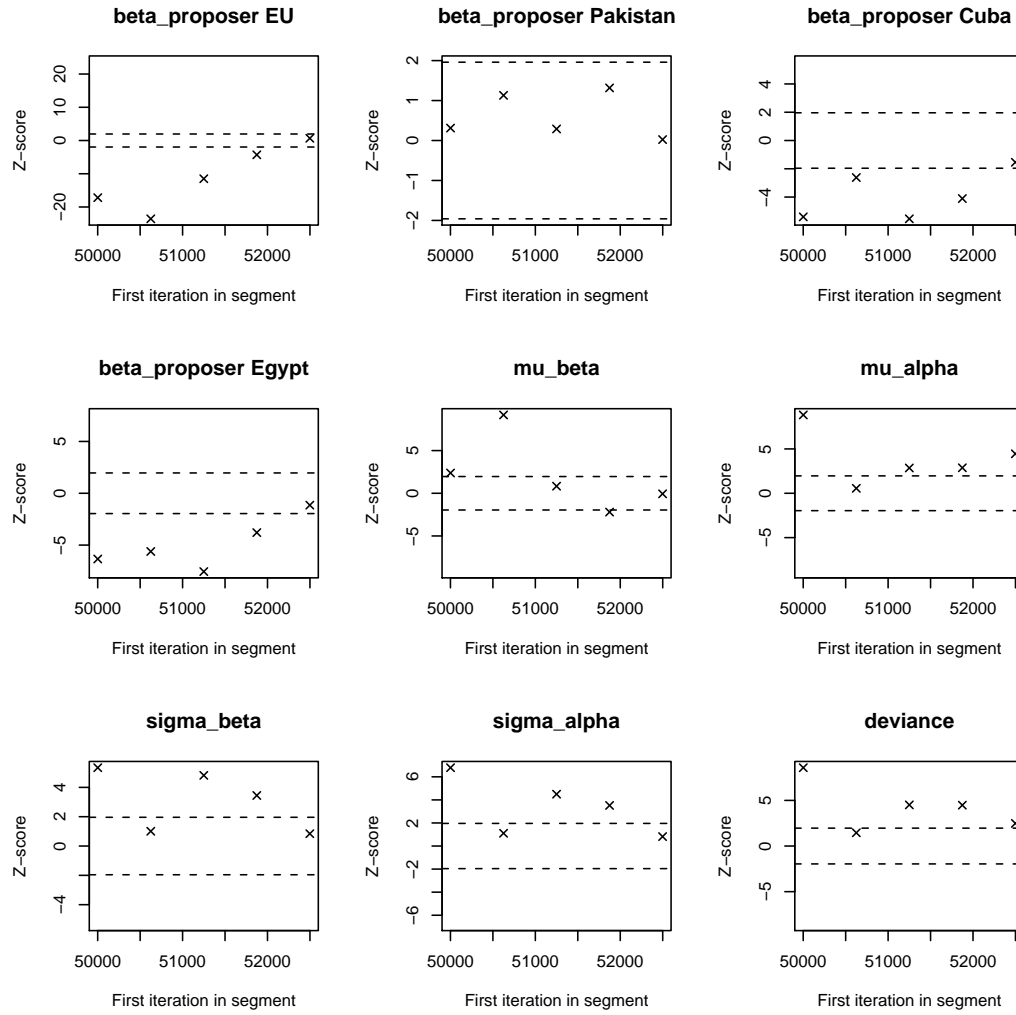 beta_proposer EU
Z−score
20
10
0
−20
50000 51000 52000
First iteration in segment
beta_proposer Pakistan
Z−score
2
1
0
−1
−2
50000 51000 52000
First iteration in segment
beta_proposer Cuba
Z−score
4
2
0
−4
50000 51000 52000
First iteration in segment
beta_proposer Egypt
Z−score
5
0
−5
50000 51000 52000
First iteration in segment
mu_beta
Z−score
5
0
−5
50000 51000 52000
First iteration in segment
mu_alpha
Z−score
5
0
−5
50000 51000 52000
First iteration in segment
sigma_beta
Z−score
4
2
0
−4
50000 51000 52000
First iteration in segment
sigma_alpha
Z−score
6
2
−2
−6
50000 51000 52000
First iteration in segment
deviance
Z−score
5
0
−5
50000 51000 52000
First iteration in segment